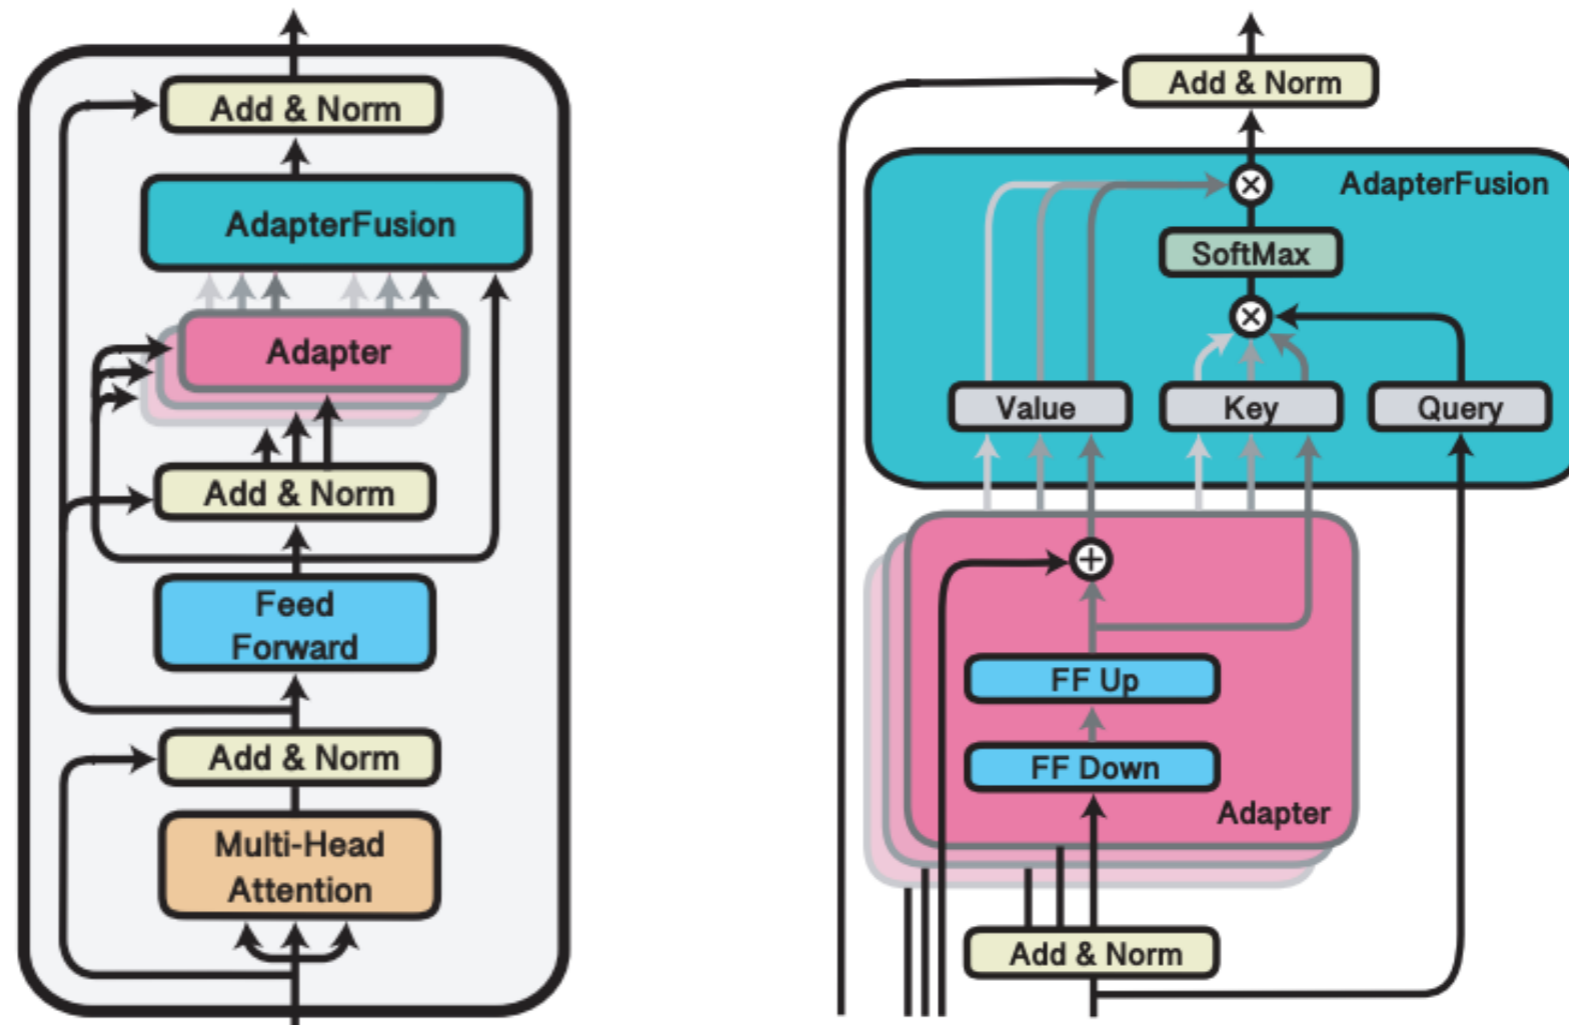 Add & Norm
AdapterFusion
Adapter
Add & Norm
Feed
Forward
Add & Norm
Multi-Head
Attention
Add & Norm
AdapterFusion
SoftMax
Value
Key
Query
FF Up
FF Down
Adapter
Add & Norm